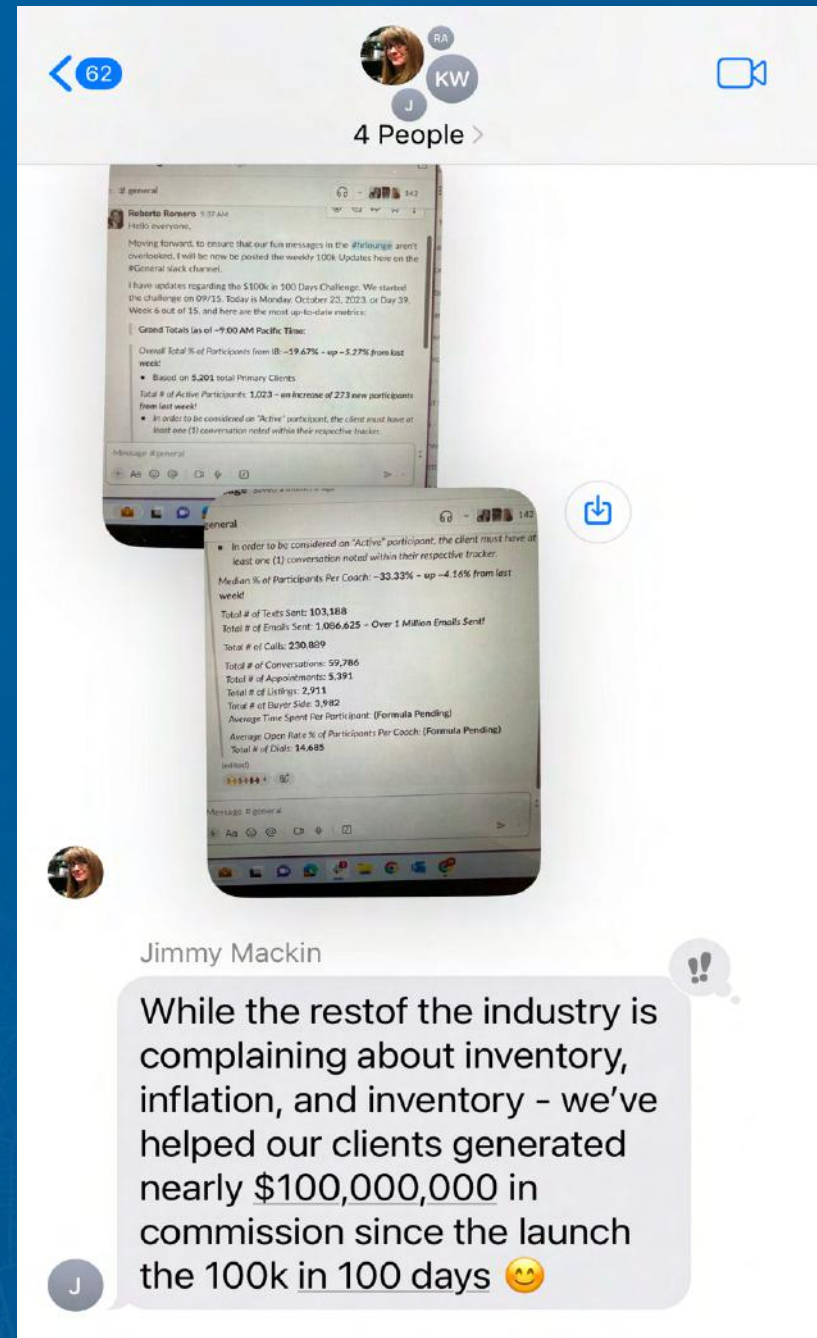 62
RA
KW
J
4 People >
# general
142
Roberto Romero 9:37 AM
Hello everyone,
Moving forward, to ensure that our fun messages in the #hrlounge aren't
overlooked, I will be now be posted the weekly 100k Updates here on the
#General slack channel.
I have updates regarding the $100k in 100 Days Challenge. We started
the challenge on 09/15. Today is Monday, October 23, 2023, or Day 39,
Week 6 out of 15, and here are the most up-to-date metrics:
Grand Totals (as of ~9:00 AM Pacific Time:
Overall Total % of Participants from IB: ~19.67% - up ~5.27% from last
week!
• Based on 5,201 total Primary Clients
Total # of Active Participants: 1,023 - an increase of 273 new participants
from last week!
• In order to be considered an "Active" participant, the client must have at
least one (1) conversation noted within their respective tracker.
Message #general
Aa
general
142
• In order to be considered an "Active" participant, the client must have at
least one (1) conversation noted within their respective tracker.
Median % of Participants Per Coach: ~33.33% - up ~4.16% from last
week!
Total # of Texts Sent: 103,188
Total # of Emails Sent: 1,086,625 - Over 1 Million Emails Sent!
Total # of Calls: 230,889
Total # of Conversations: 59,786
Total # of Appointments: 5,391
Total # of Listings: 2,911
Total # of Buyer Side: 3,982
Average Time Spent Per Participant: (Formula Pending)
Average Open Rate % of Participants Per Coach: (Formula Pending)
Total # of Dials: 14,685
(edited)
Message #general
Aa
Jimmy Mackin
While the restof the industry is
complaining about inventory,
inflation, and inventory - we've
helped our clients generated
nearly $100,000,000 in
commission since the launch
the 100k in 100 days 😊
J